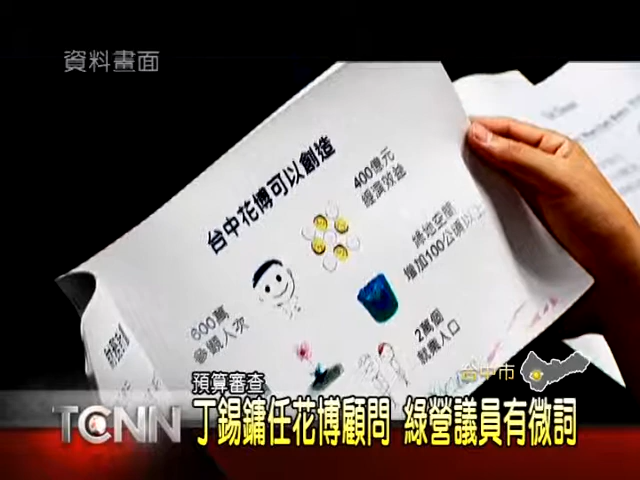 資料畫面
台中花博可以創造
400億元
經濟效益
綠地空間
增加100公頃以上
600萬
參觀人次
2萬個
就業人口
台中市
預算審查
TCNN
丁錫鏞任花博顧問 綠營議員有微詞